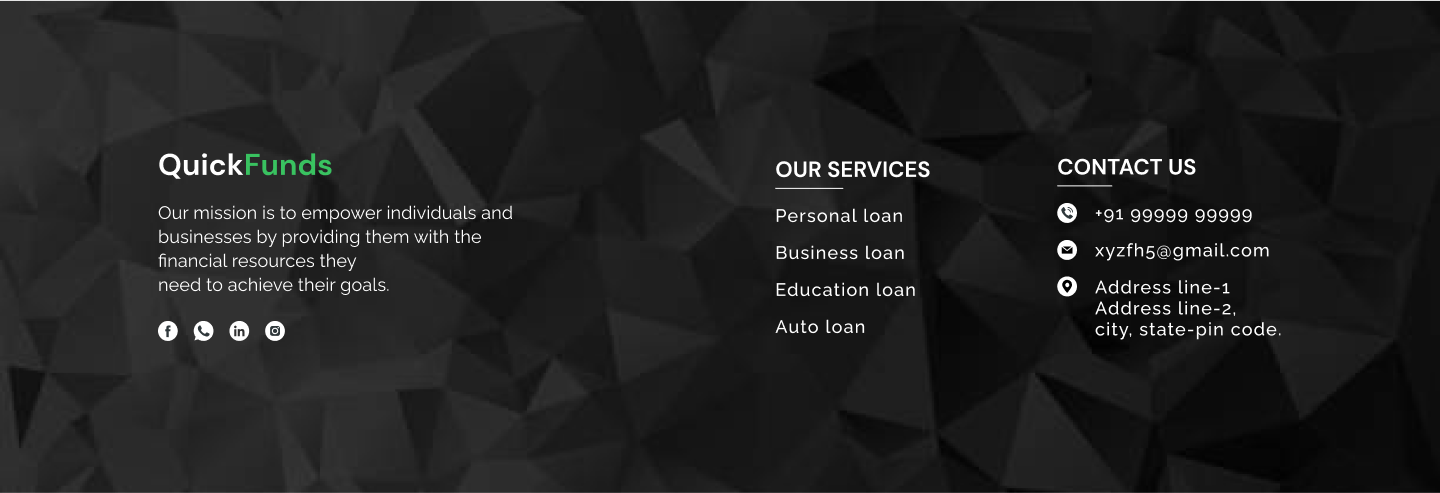 QuickFunds
Our mission is to empower individuals and
businesses by providing them with the
financial resources they
need to achieve their goals.
OUR SERVICES
Personal loan
Business loan
Education loan
Auto loan
CONTACT US
+91 99999 99999
xyzfh5@gmail.com
Address line-1
Address line-2,
city, state-pin code.